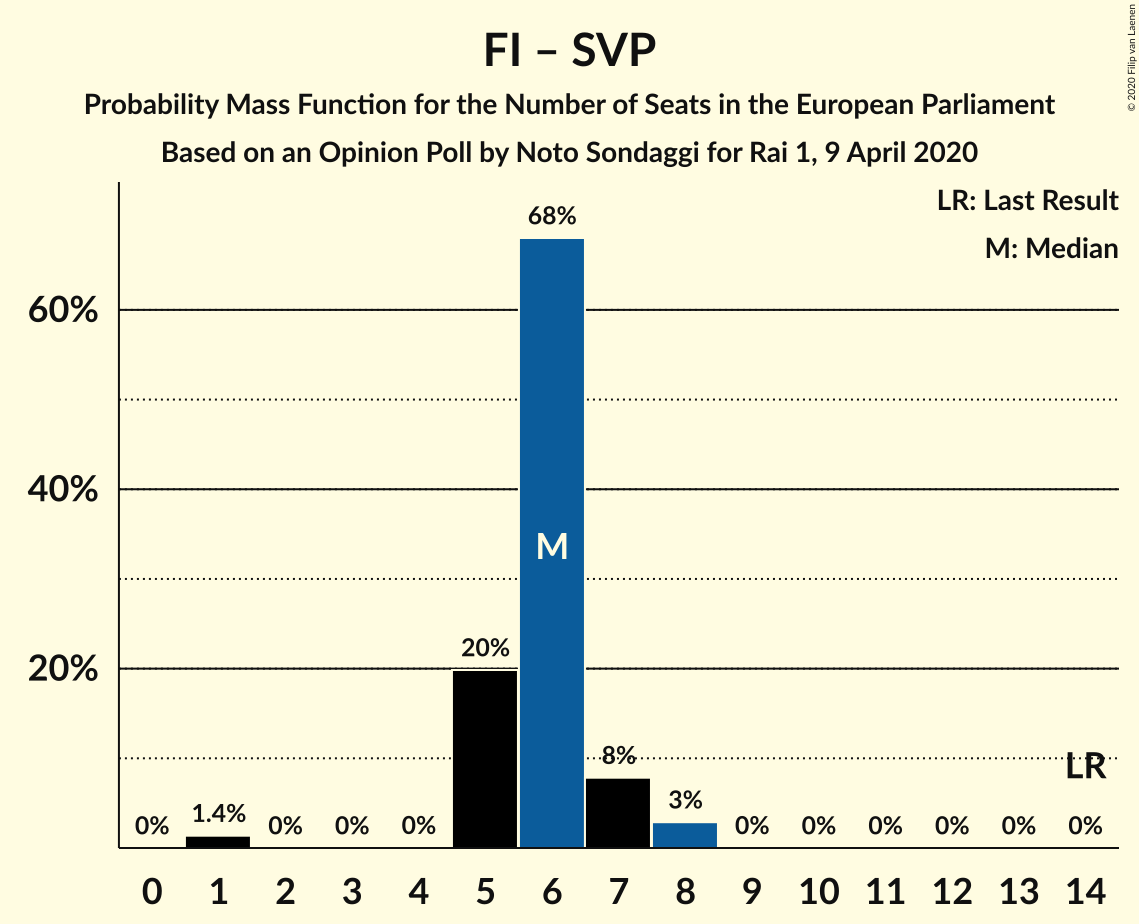 FI – SVP
Probability Mass Function for the Number of Seats in the European Parliament
Based on an Opinion Poll by Noto Sondaggi for Rai 1, 9 April 2020
© 2020 Filip van Laenen
LR: Last Result
M: Median
60%
40%
20%
0%
1.4%
0%
0%
0%
20%
68%
M
8%
3%
0%
0%
0%
0%
0%
0%
LR
0 1 2 3 4 5 6 7 8 9 10 11 12 13 14